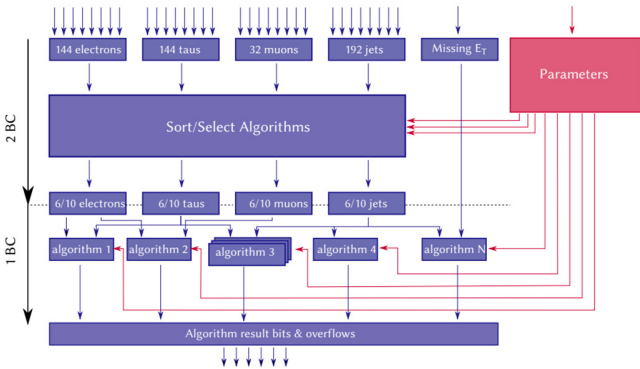 144 electrons
144 taus
32 muons
192 jets
Missing E_T
Parameters
Sort/Select Algorithms
2 BC
6/10 electrons
6/10 taus
6/10 muons
6/10 jets
1 BC
algorithm 1
algorithm 2
algorithm 3
algorithm 4
algorithm N
Algorithm result bits & overflows